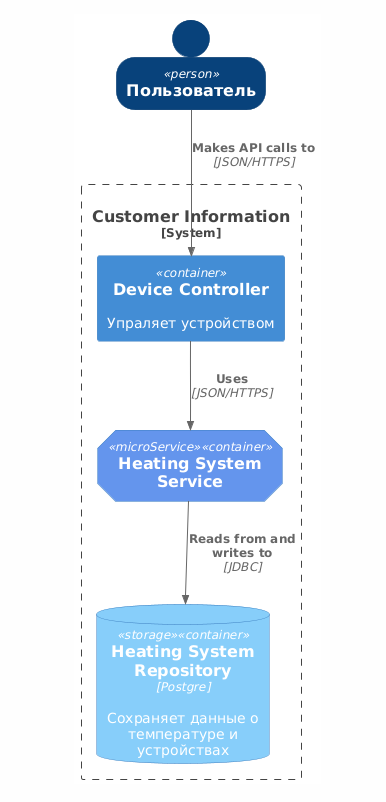 «person»
Пользователь
Makes API calls to
[JSON/HTTPS]
Customer Information
[System]
«container»
Device Controller
Упраляет устройством
Uses
[JSON/HTTPS]
«microService»«container»
Heating System
Service
Reads from and
writes to
[JDBC]
«storage»«container»
Heating System
Repository
[Postgre]
Сохраняет данные о
температуре и
устройствах